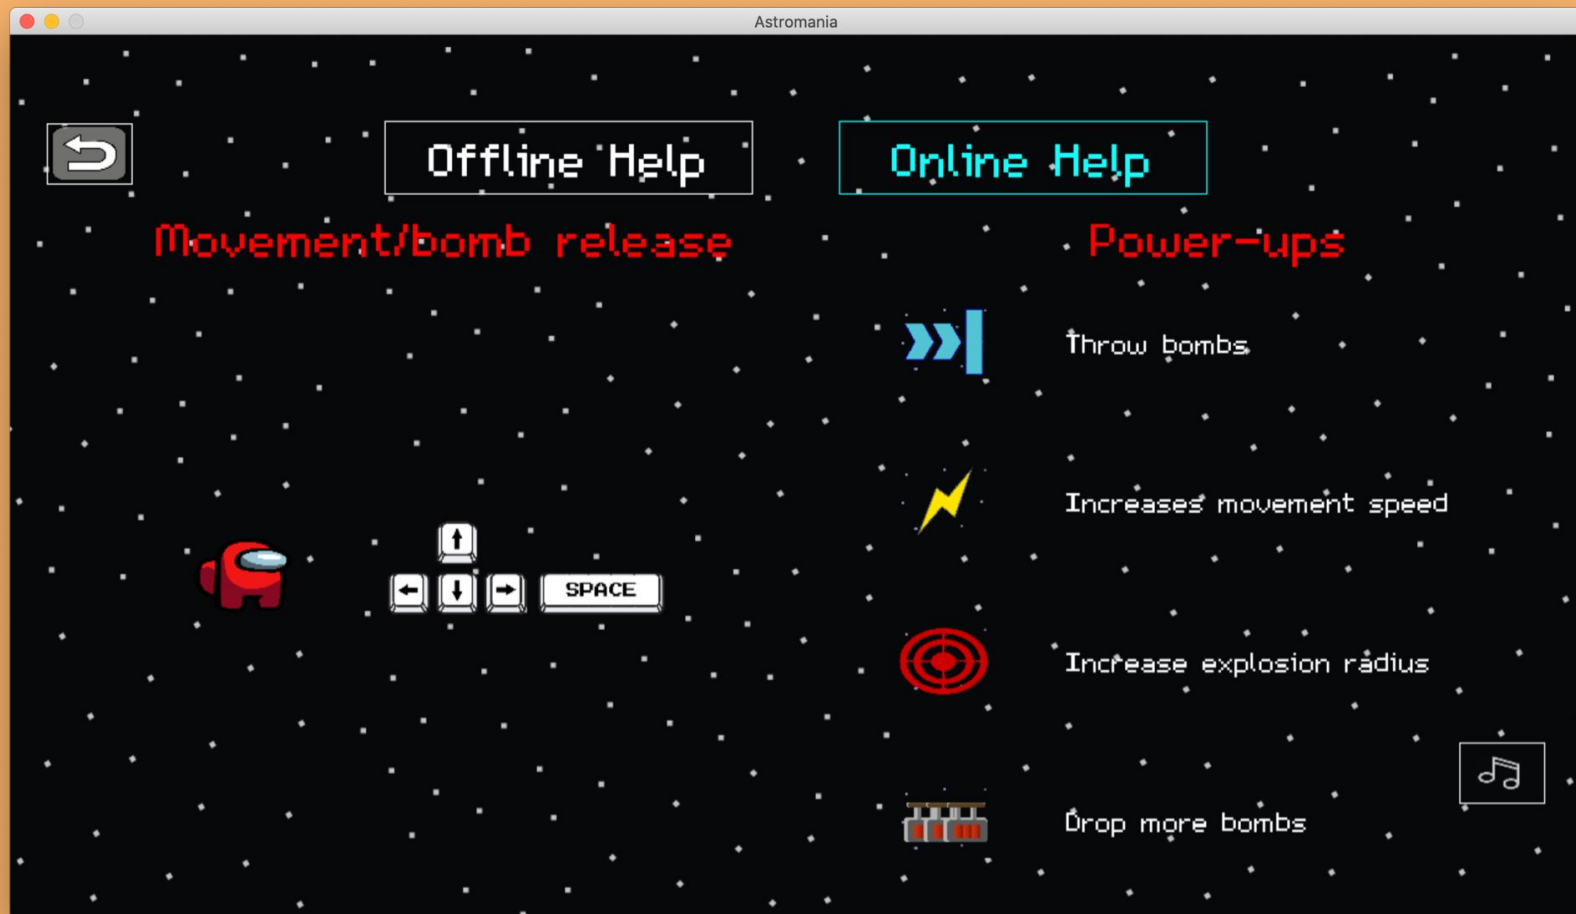 Astromania
Offline Help
Online Help
Movement/bomb release
Power-ups
Throw bombs
Increases movement speed
SPACE
Increase explosion radius
Drop more bombs